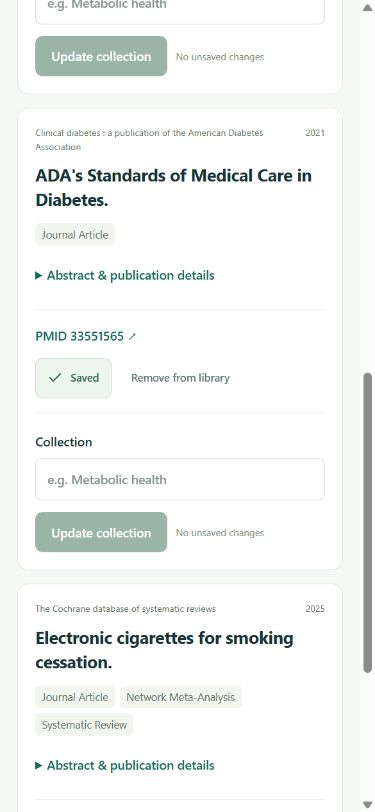 e.g. Metabolic health
Update collection No unsaved changes
Clinical diabetes : a publication of the American Diabetes 2021
Association
ADA's Standards of Medical Care in
Diabetes.
Journal Article
▶ Abstract & publication details
PMID 33551565 ↗
✓ Saved Remove from library
Collection
e.g. Metabolic health
Update collection No unsaved changes
The Cochrane database of systematic reviews 2025
Electronic cigarettes for smoking
cessation.
Journal Article Network Meta-Analysis
Systematic Review
▶ Abstract & publication details